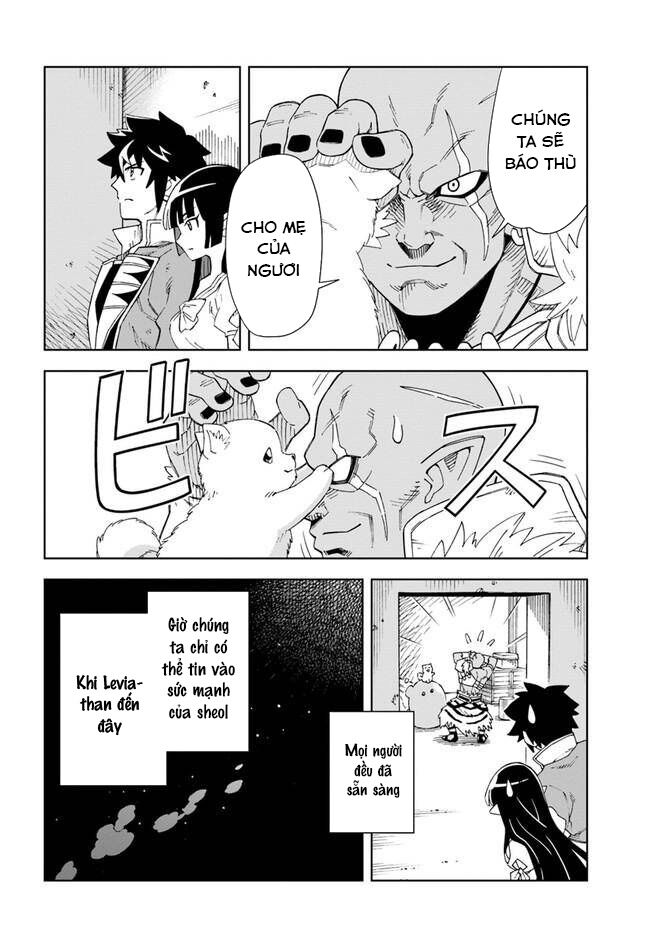 CHÚNG
TA SẼ
BÁO THÙ
CHO MẸ
CỦA
NGƯƠI
ビ
ス
Mọi người
đều đã
sẵn sàng
Giờ chúng
ta chỉ có
thể tin vào
sức mạnh
của sheol
Khi Levia-
than đến
đây